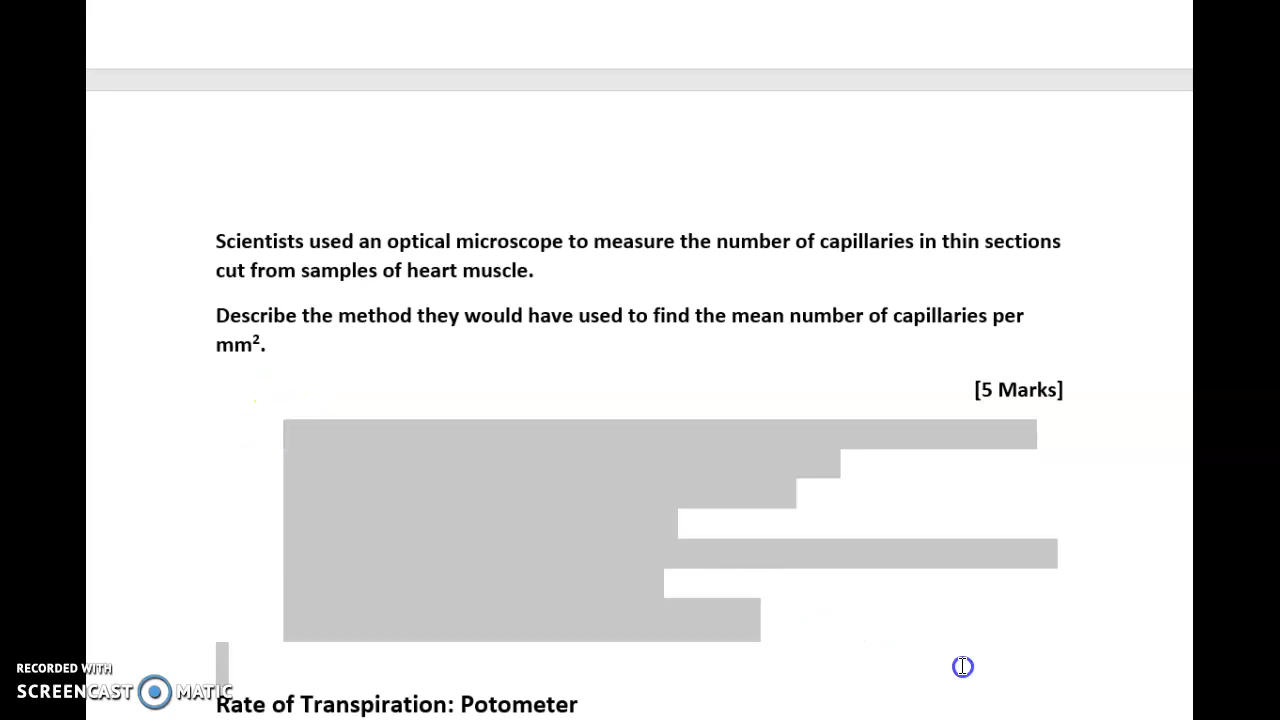 Scientists used an optical microscope to measure the number of capillaries in thin sections
cut from samples of heart muscle.
Describe the method they would have used to find the mean number of capillaries per
mm².
[5 Marks]
RECORDED WITH
SCREENCAST MATIC
Rate of Transpiration: Potometer